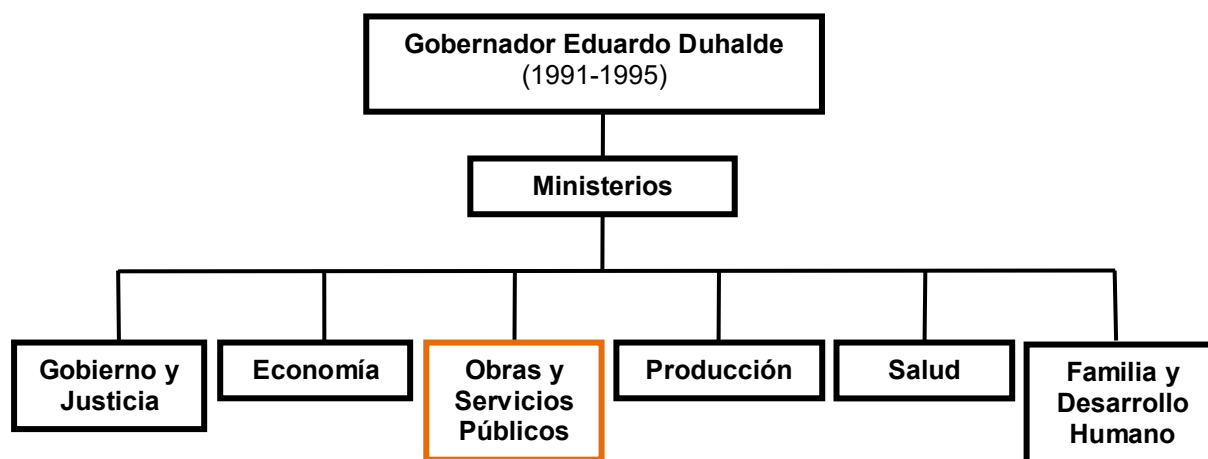 Gobernador Eduardo Duhalde
(1991-1995)
Ministerios
Gobierno y
Justicia
Economía
Obras y
Servicios
Públicos
Producción
Salud
Familia y
Desarrollo
Humano